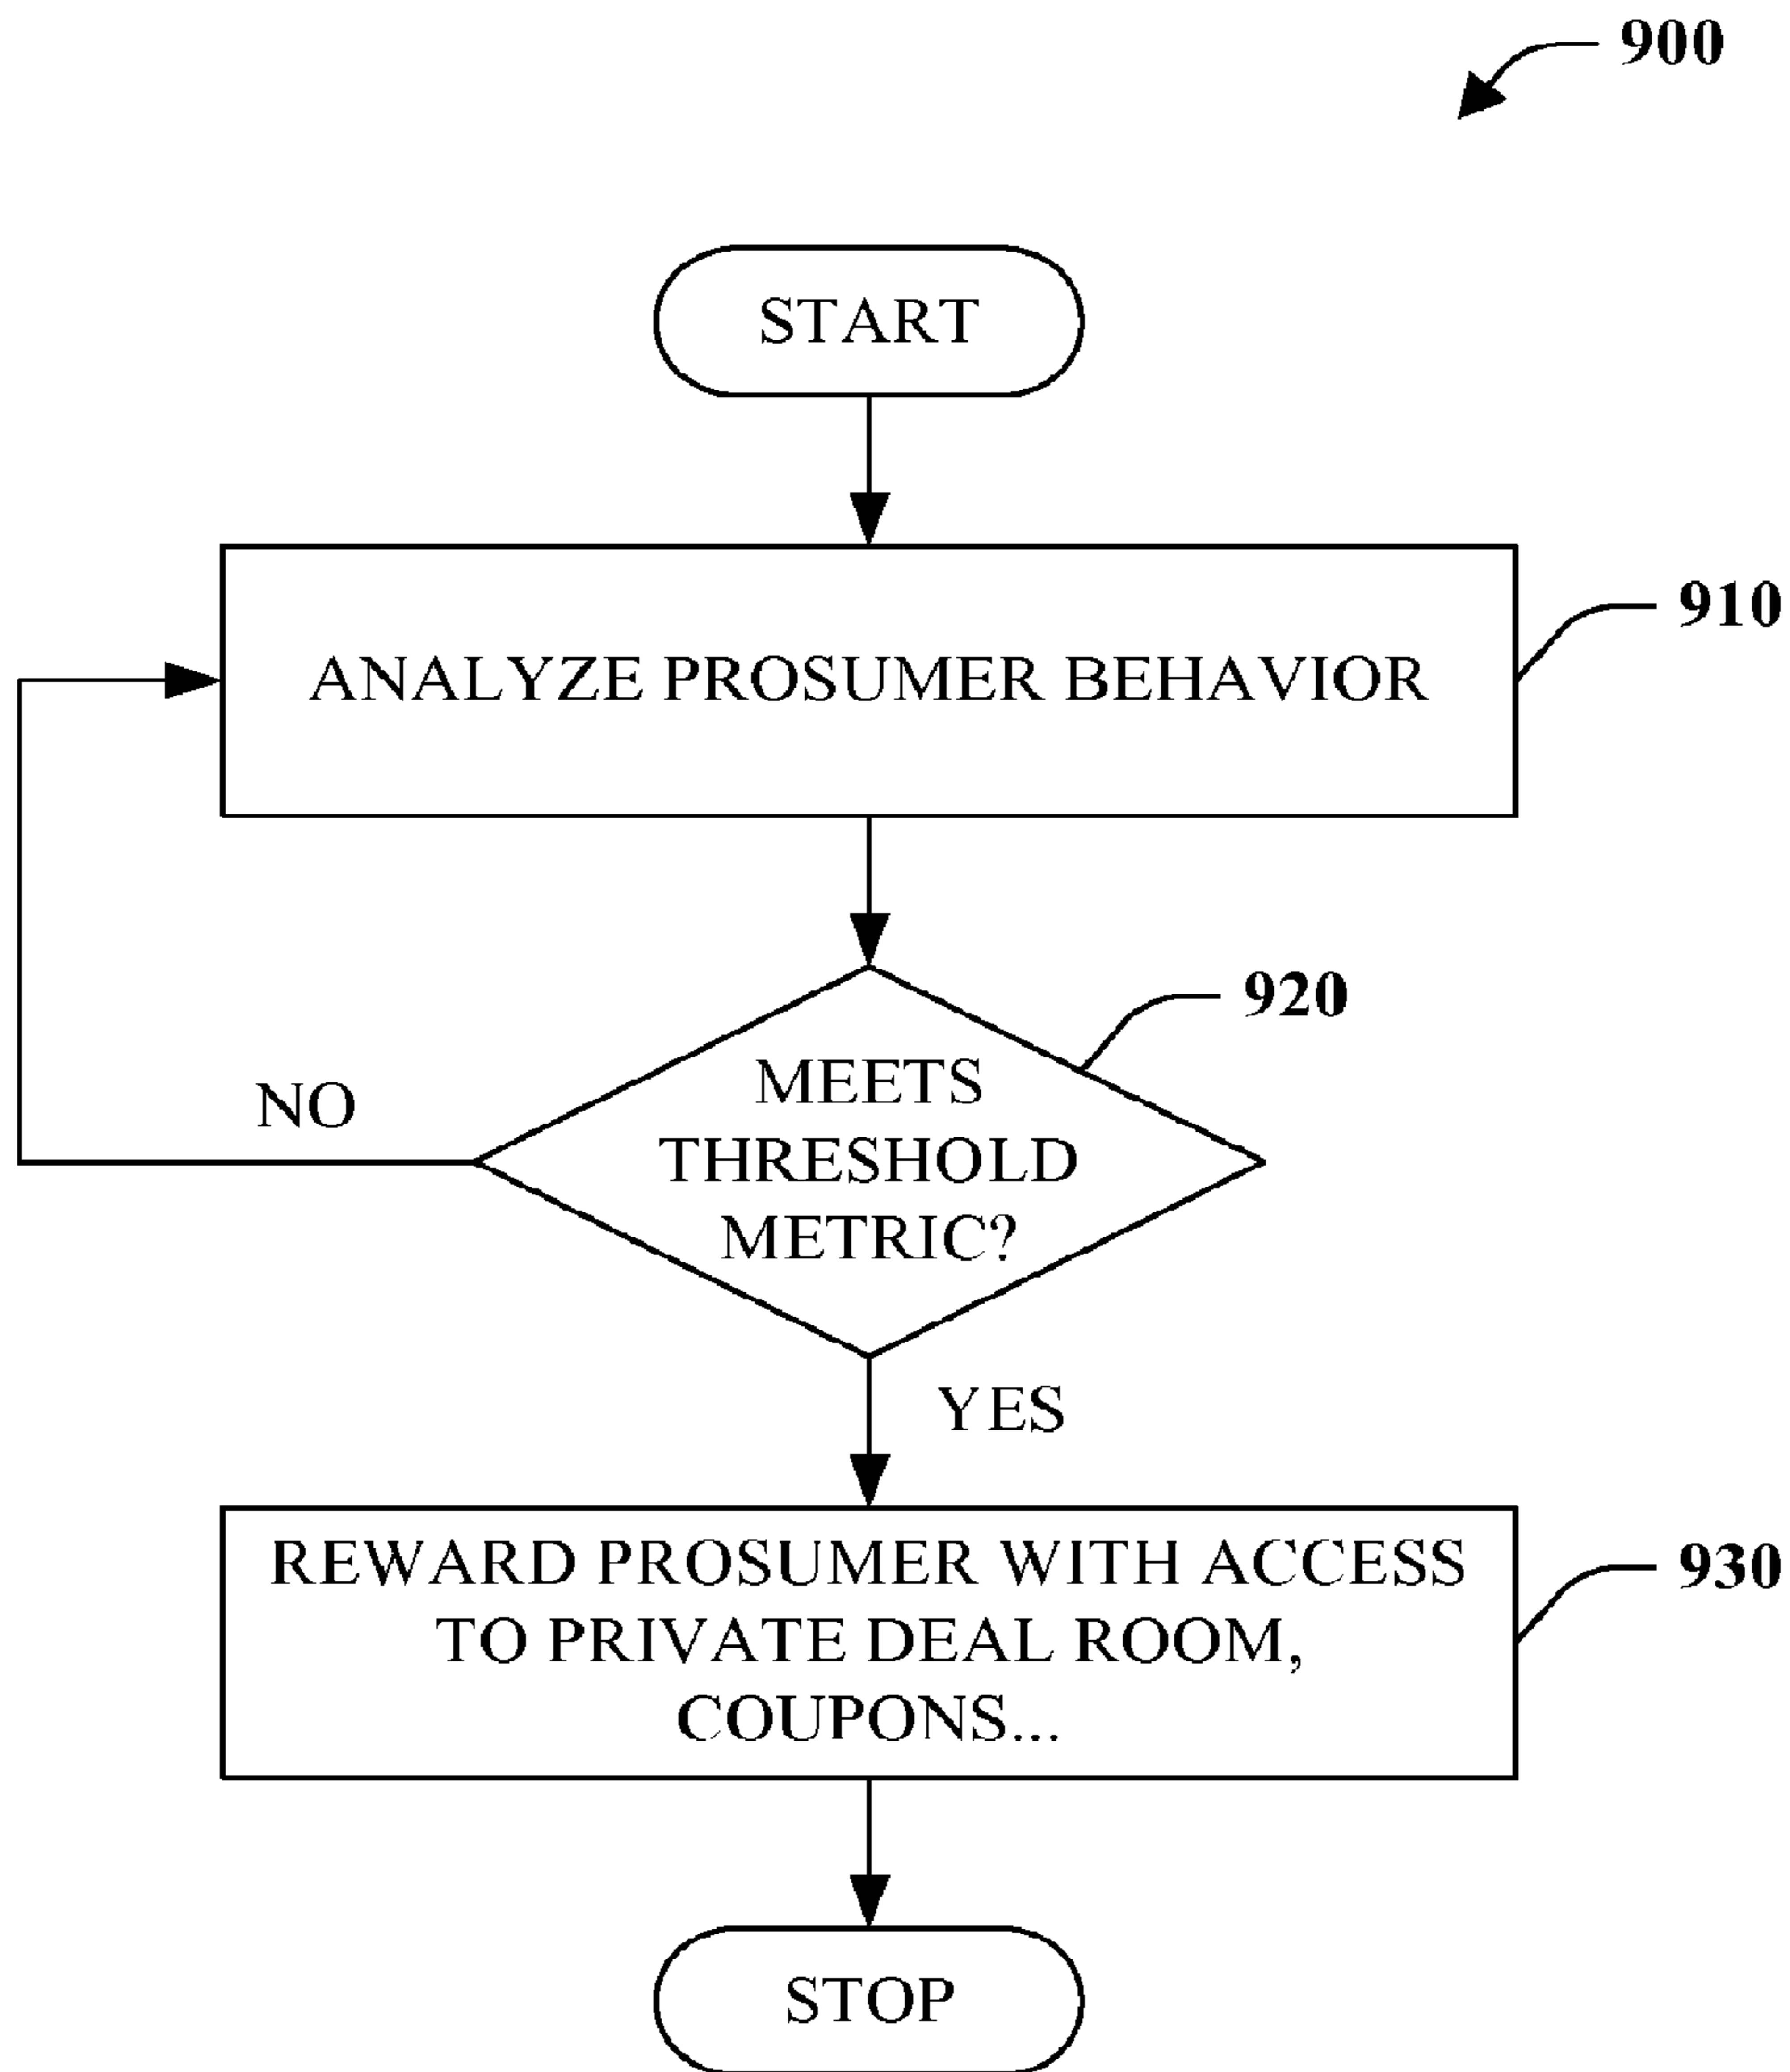 900
START
910
ANALYZE PROSUMER BEHAVIOR
920
MEETS
THRESHOLD
METRIC?
NO
YES
REWARD PROSUMER WITH ACCESS
TO PRIVATE DEAL ROOM,
COUPONS...
930
STOP